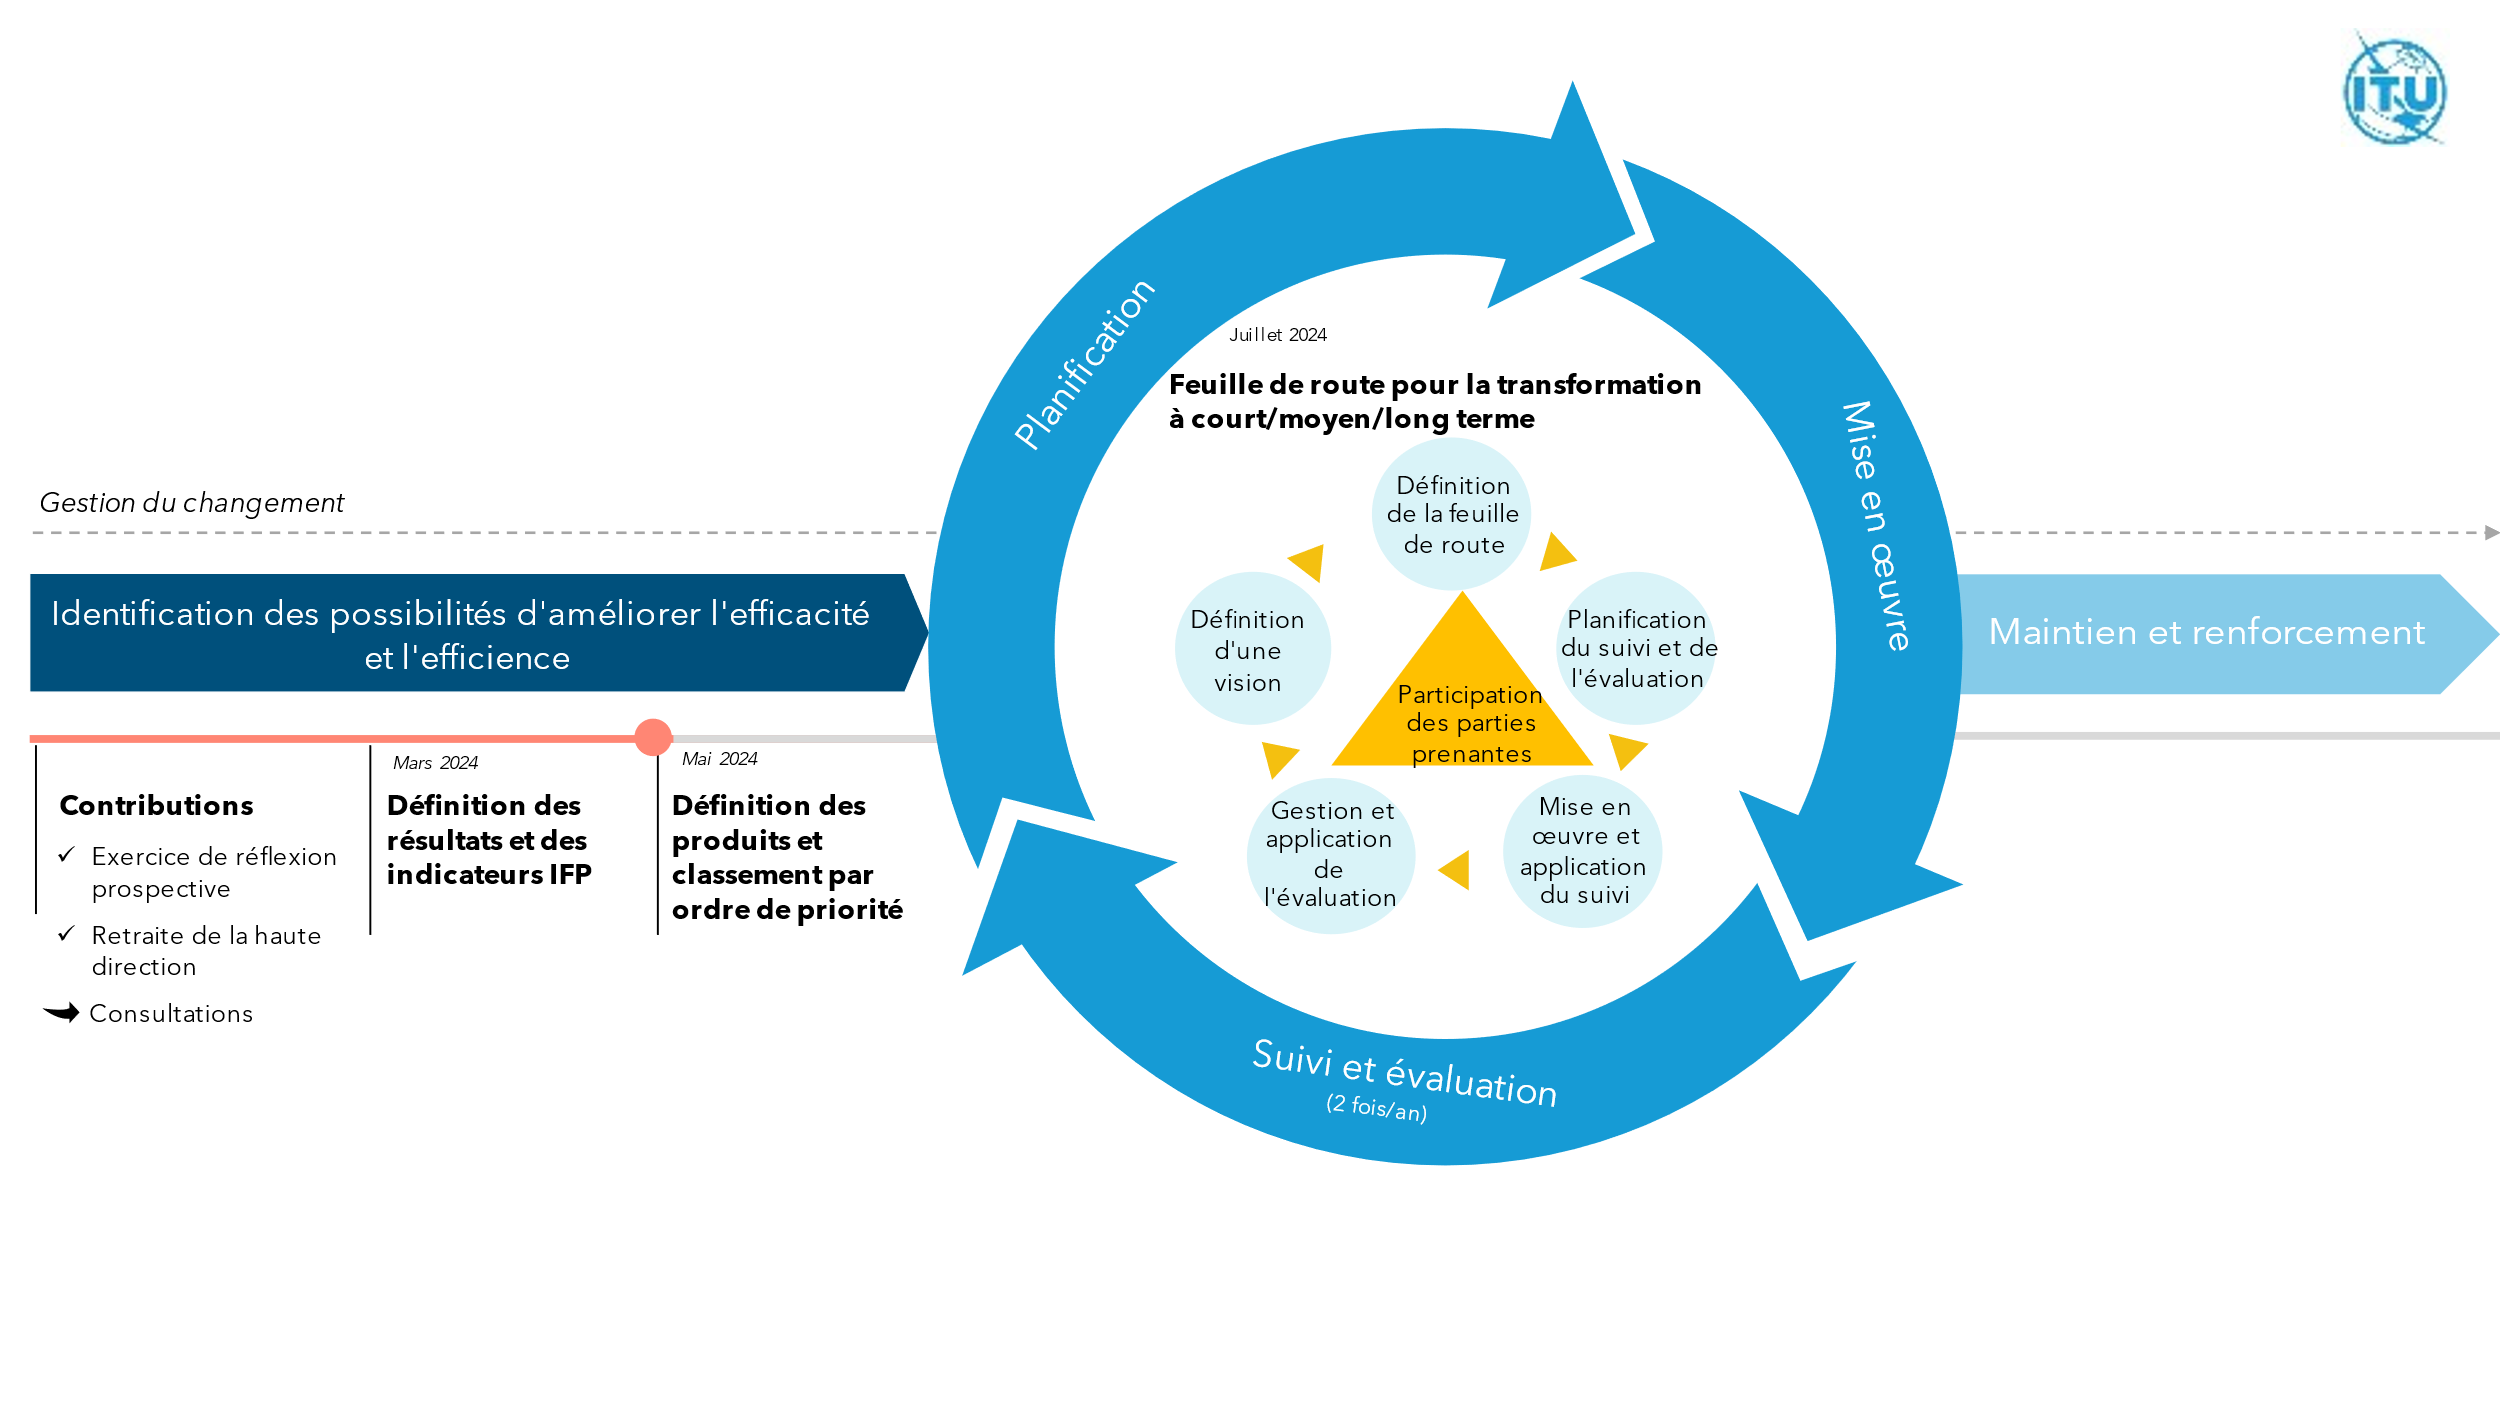 ITU
Planification
Mise en œuvre
Suivi et évaluation
(2 fois/an)
Juillet 2024
Feuille de route pour la transformation
à court/moyen/long terme
Définition
de la feuille
de route
Planification
du suivi et de
l'évaluation
Mise en
œuvre et
application
du suivi
Gestion et
application
de
l'évaluation
Définition
d'une
vision
Participation
des parties
prenantes
Gestion du changement
Identification des possibilités d'améliorer l'efficacité
et l'efficience
Maintien et renforcement
Contributions
✓ Exercice de réflexion
prospective
✓ Retraite de la haute
direction
Consultations
Mars 2024
Définition des
résultats et des
indicateurs IFP
Mai 2024
Définition des
produits et
classement par
ordre de priorité